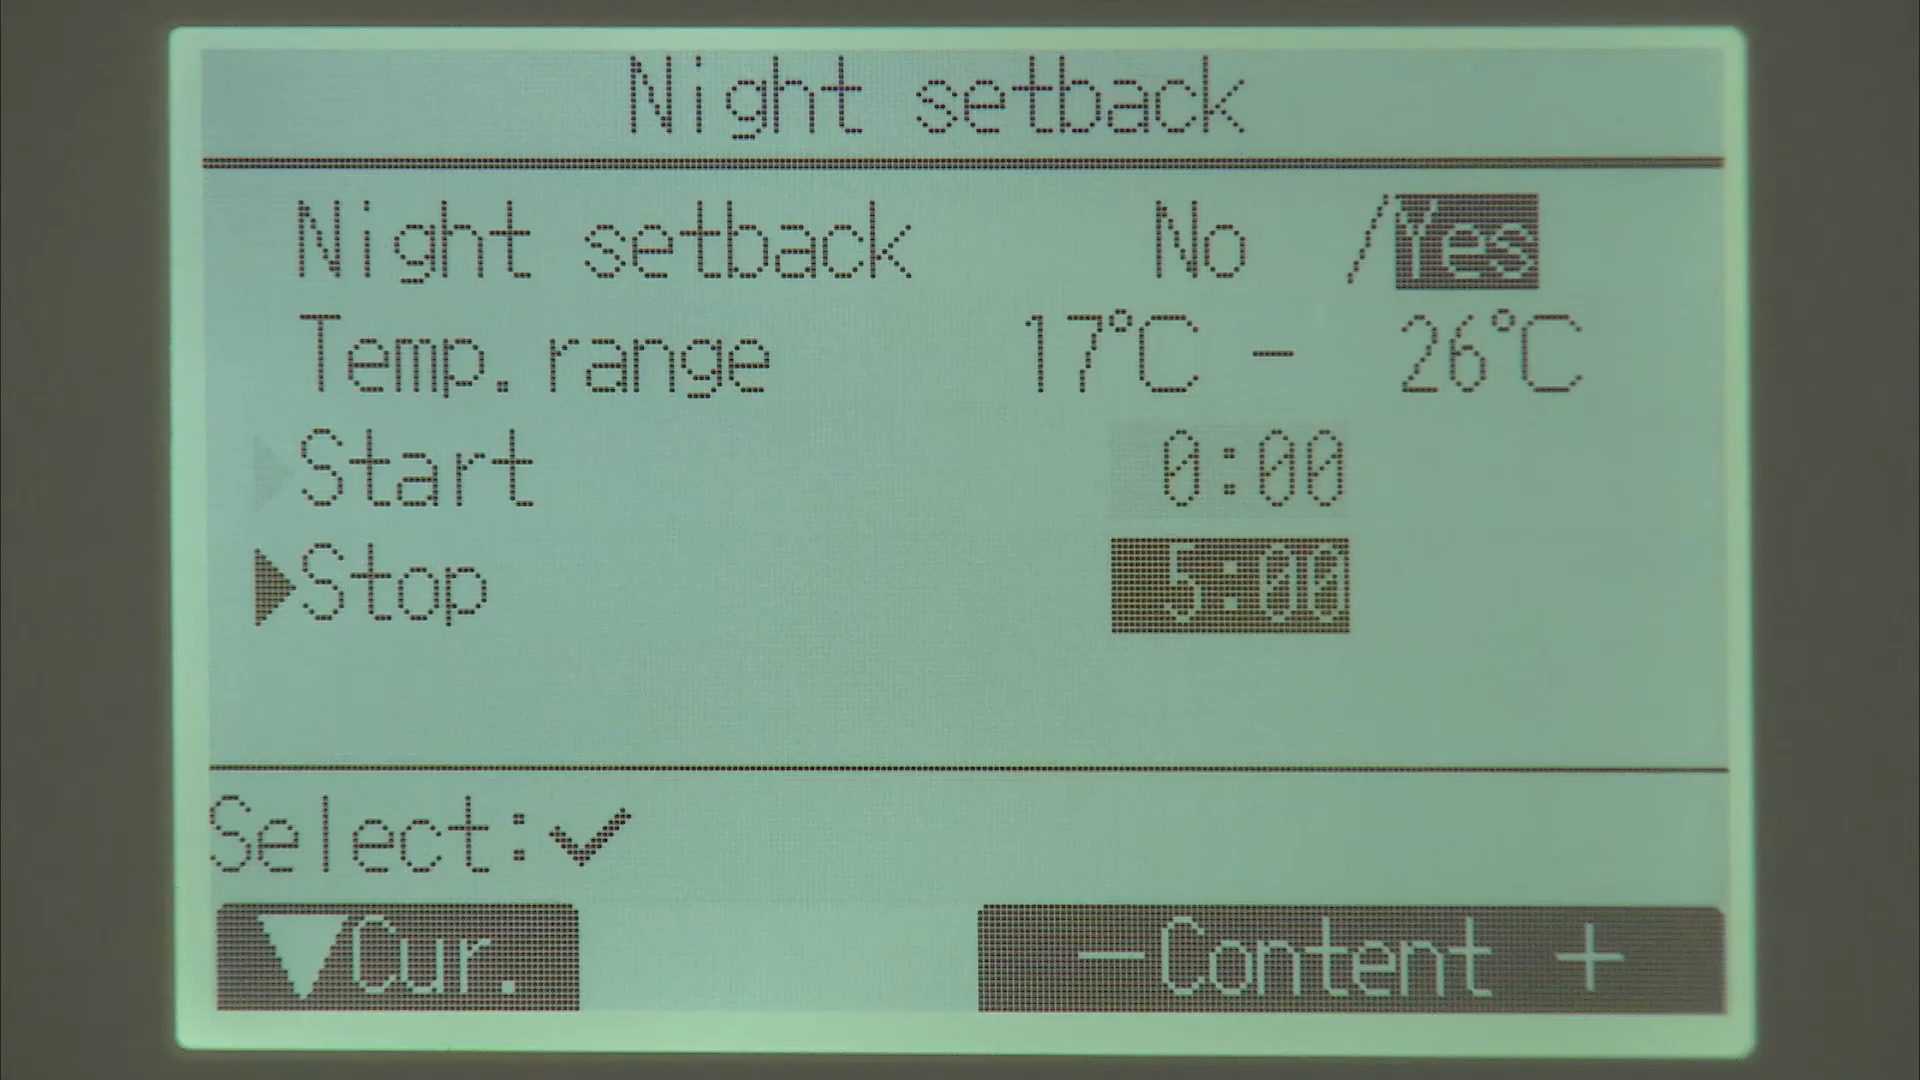 Night setback
Night setback No /Yes
Temp. range 17°C - 26°C
Start 0:00
▶Stop 5:00
Select:✓
▼Cur. -Content +